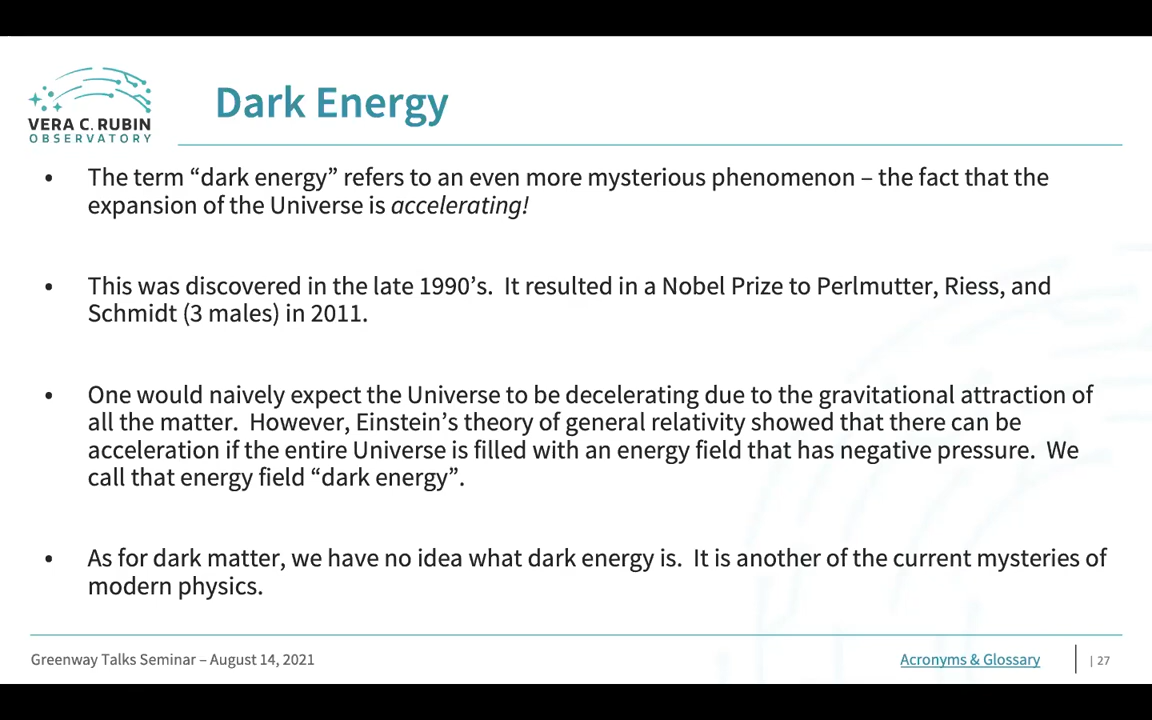 VERA C. RUBIN
OBSERVATORY
Dark Energy
• The term “dark energy” refers to an even more mysterious phenomenon – the fact that the
expansion of the Universe is accelerating!
• This was discovered in the late 1990’s.  It resulted in a Nobel Prize to Perlmutter, Riess, and
Schmidt (3 males) in 2011.
• One would naively expect the Universe to be decelerating due to the gravitational attraction of
all the matter.  However, Einstein’s theory of general relativity showed that there can be
acceleration if the entire Universe is filled with an energy field that has negative pressure.  We
call that energy field “dark energy”.
• As for dark matter, we have no idea what dark energy is.  It is another of the current mysteries of
modern physics.
Greenway Talks Seminar – August 14, 2021
Acronyms & Glossary
| 27